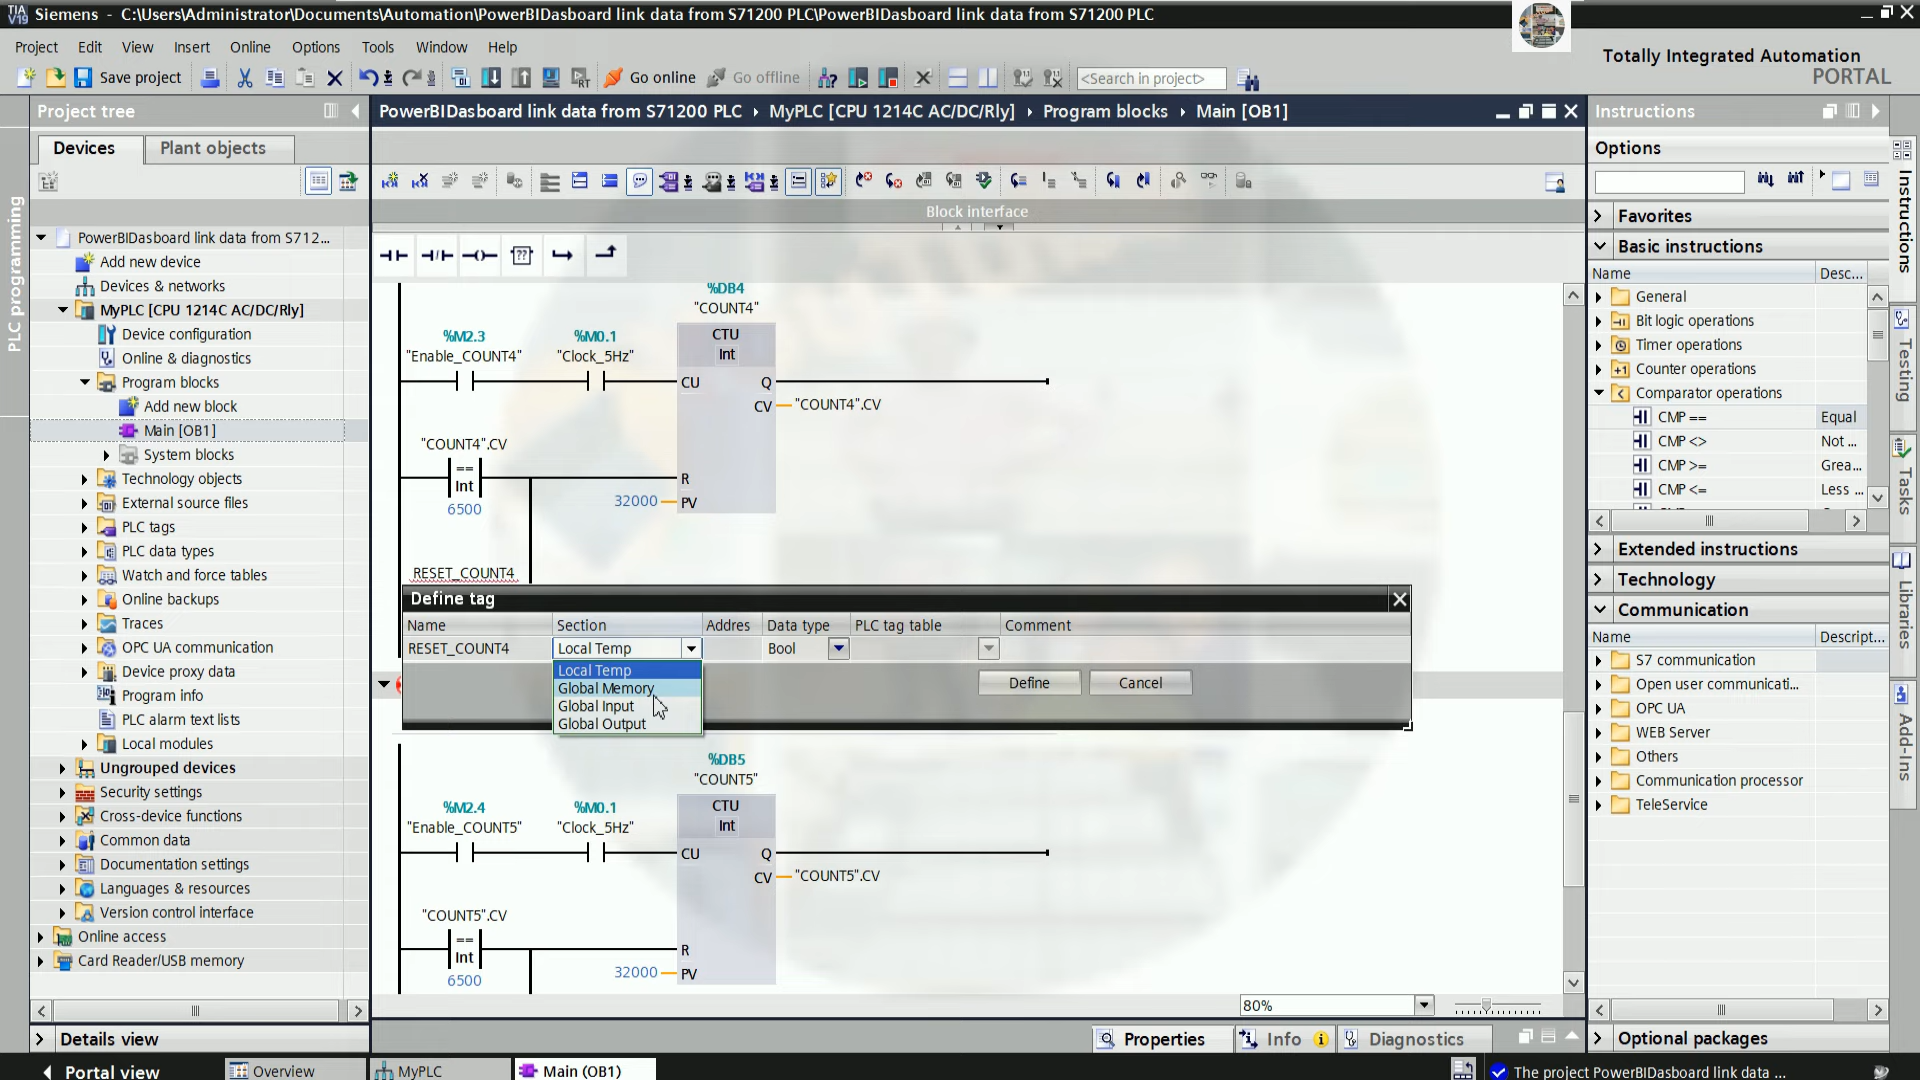 TIA
V19
Siemens - C:\Users\Administrator\Documents\Automation\PowerBIDasboard link data from S71200 PLC\PowerBIDasboard link data from S71200 PLC
Project Edit View Insert Online Options Tools Window Help
Totally Integrated Automation
PORTAL
Save project
Go online
Go offline
<Search in project>
Project tree
Devices
Plant objects
PLC programming
PowerBIDasboard link data from S712...
Add new device
Devices & networks
MyPLC [CPU 1214C AC/DC/Rly]
Device configuration
Online & diagnostics
Program blocks
Add new block
Main [OB1]
System blocks
Technology objects
External source files
PLC tags
PLC data types
Watch and force tables
Online backups
Traces
OPC UA communication
Device proxy data
Program info
PLC alarm text lists
Local modules
Ungrouped devices
Security settings
Cross-device functions
Common data
Documentation settings
Languages & resources
Version control interface
Online access
Card Reader/USB memory
Details view
PowerBIDasboard link data from S71200 PLC MyPLC [CPU 1214C AC/DC/Rly] Program blocks Main [OB1]
Block interface
??
%DB4
"COUNT4"
%M2.3
"Enable_COUNT4"
%M0.1
"Clock_5Hz"
CTU
Int
CU
Q
CV
"COUNT4".CV
"COUNT4".CV
==
Int
6500
R
32000
PV
RESET_COUNT4
Define tag
Name Section Addres Data type PLC tag table Comment
RESET_COUNT4 Local Temp Bool
Local Temp
Global Memory
Global Input
Global Output
Define
Cancel
%DB5
"COUNT5"
%M2.4
"Enable_COUNT5"
%M0.1
"Clock_5Hz"
CTU
Int
CU
Q
CV
"COUNT5".CV
"COUNT5".CV
==
Int
6500
R
32000
PV
80%
Properties
Info
Diagnostics
Instructions
Options
Favorites
Basic instructions
Name Desc...
General
Bit logic operations
Timer operations
Counter operations
Comparator operations
CMP == Equal
CMP <> Not ...
CMP >= Grea...
CMP <= Less ...
Extended instructions
Technology
Communication
Name Descript...
S7 communication
Open user communicati...
OPC UA
WEB Server
Others
Communication processor
TeleService
Optional packages
Instructions
Testing
Tasks
Libraries
Add-Ins
Portal view
Overview
MyPLC
Main (OB1)
The project PowerBIDasboard link data ...